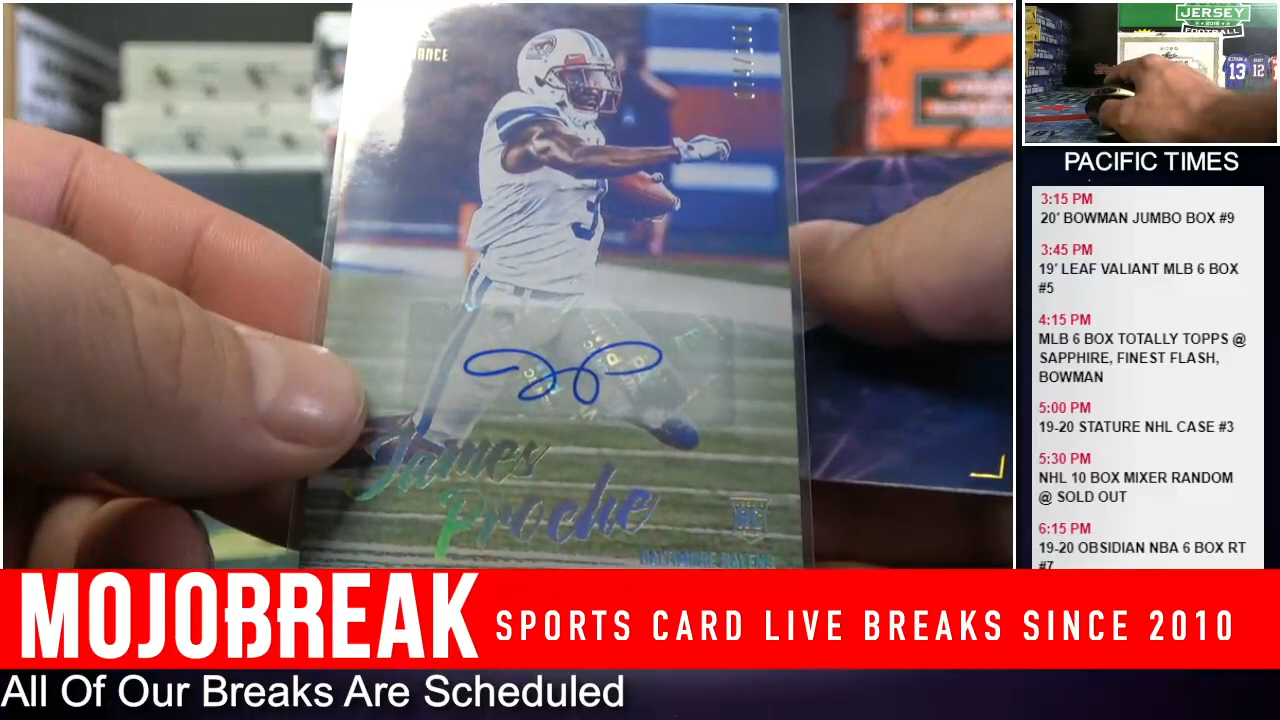 JERSEY
FOOTBALL
13
12
James
Proche
BALTIMORE RAVENS
PACIFIC TIMES
3:15 PM
20' BOWMAN JUMBO BOX #9
3:45 PM
19' LEAF VALIANT MLB 6 BOX
#5
4:15 PM
MLB 6 BOX TOTALLY TOPPS @
SAPPHIRE, FINEST FLASH,
BOWMAN
5:00 PM
19-20 STATURE NHL CASE #3
5:30 PM
NHL 10 BOX MIXER RANDOM
@ SOLD OUT
6:15 PM
19-20 OBSIDIAN NBA 6 BOX RT
#7
MOJOBREAK SPORTS CARD LIVE BREAKS SINCE 2010
All Of Our Breaks Are Scheduled